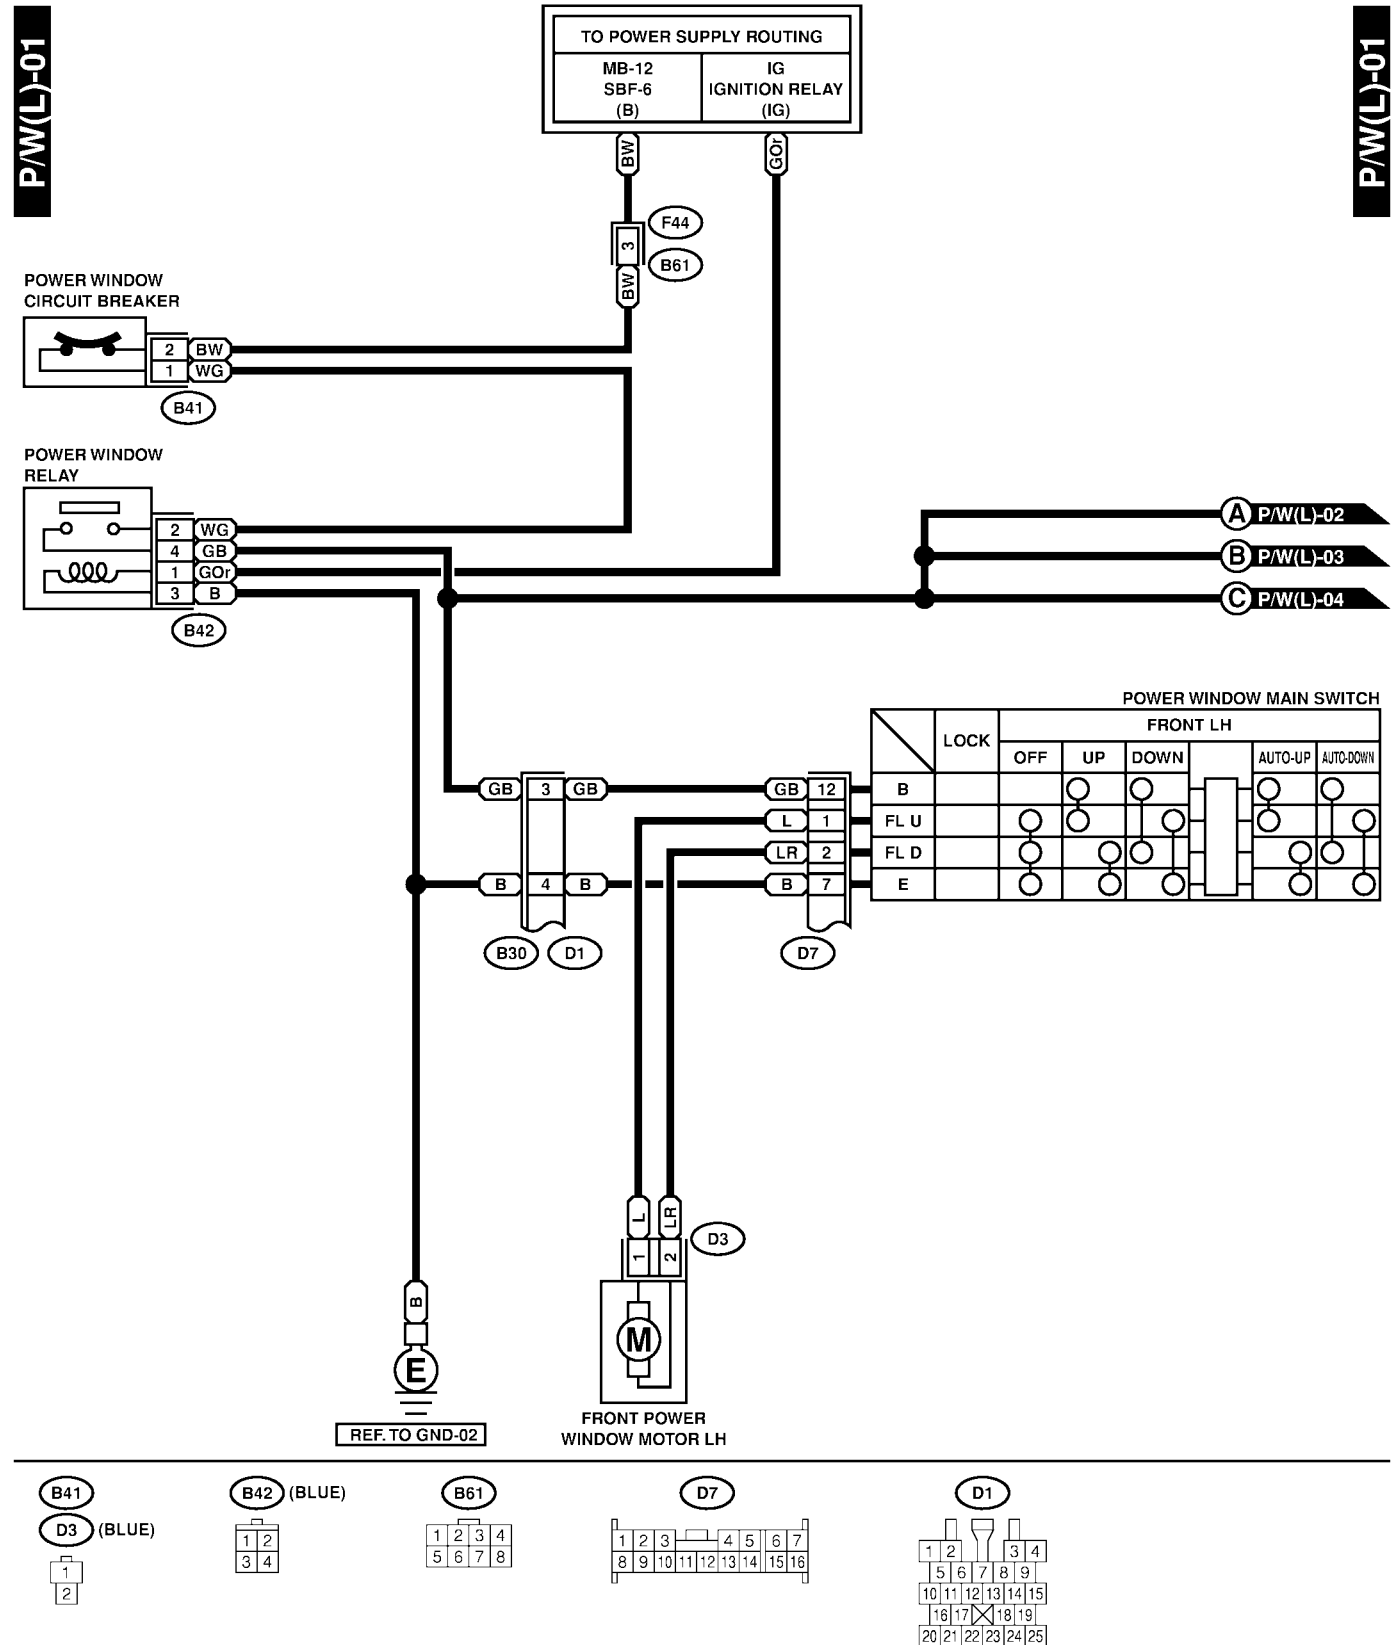 P/W(L)-01
P/W(L)-01
TO POWER SUPPLY ROUTING
MB-12
SBF-6
(B)
IG
IGNITION RELAY
(IG)
BW
GOr
F44
3
B61
BW
POWER WINDOW
CIRCUIT BREAKER
2 BW
1 WG
B41
POWER WINDOW
RELAY
2 WG
4 GB
1 GOr
3 B
B42
A P/W(L)-02
B P/W(L)-03
C P/W(L)-04
POWER WINDOW MAIN SWITCH
LOCK
FRONT LH
OFF UP DOWN AUTO-UP AUTO-DOWN
GB 3 GB GB 12 B
L 1 FL U
LR 2 FL D
B 4 B B 7 E
B30 D1 D7
L LR
D3
1 2
B
M
E
REF. TO GND-02
FRONT POWER
WINDOW MOTOR LH
B41
D3 (BLUE)
1
2
B42 (BLUE)
1 2
3 4
B61
1 2 3 4
5 6 7 8
D7
1 2 3 4 5 6 7
8 9 10 11 12 13 14 15 16
D1
1 2 3 4
5 6 7 8 9
10 11 12 13 14 15
16 17 18 19
20 21 22 23 24 25